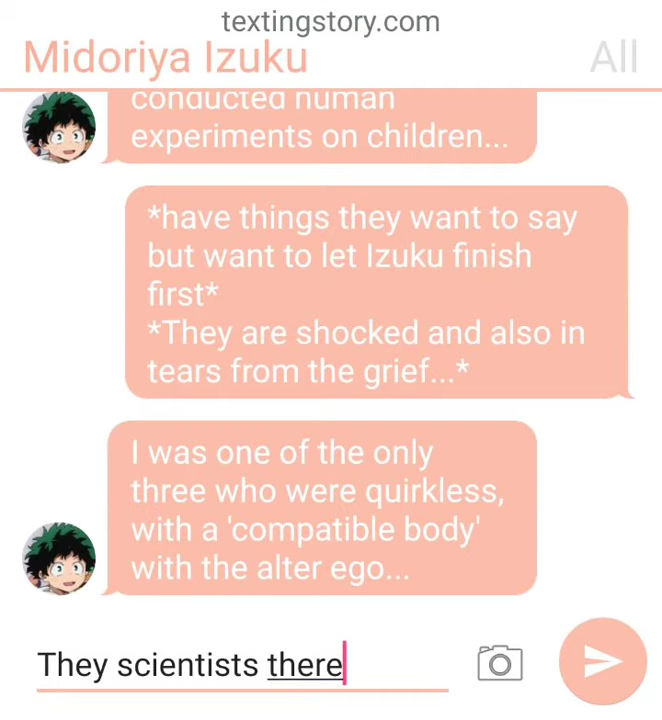 textingstory.com
Midoriya Izuku
All
conducted human
experiments on children...
*have things they want to say
but want to let Izuku finish
first*
*They are shocked and also in
tears from the grief...*
I was one of the only
three who were quirkless,
with a 'compatible body'
with the alter ego...
They scientists there